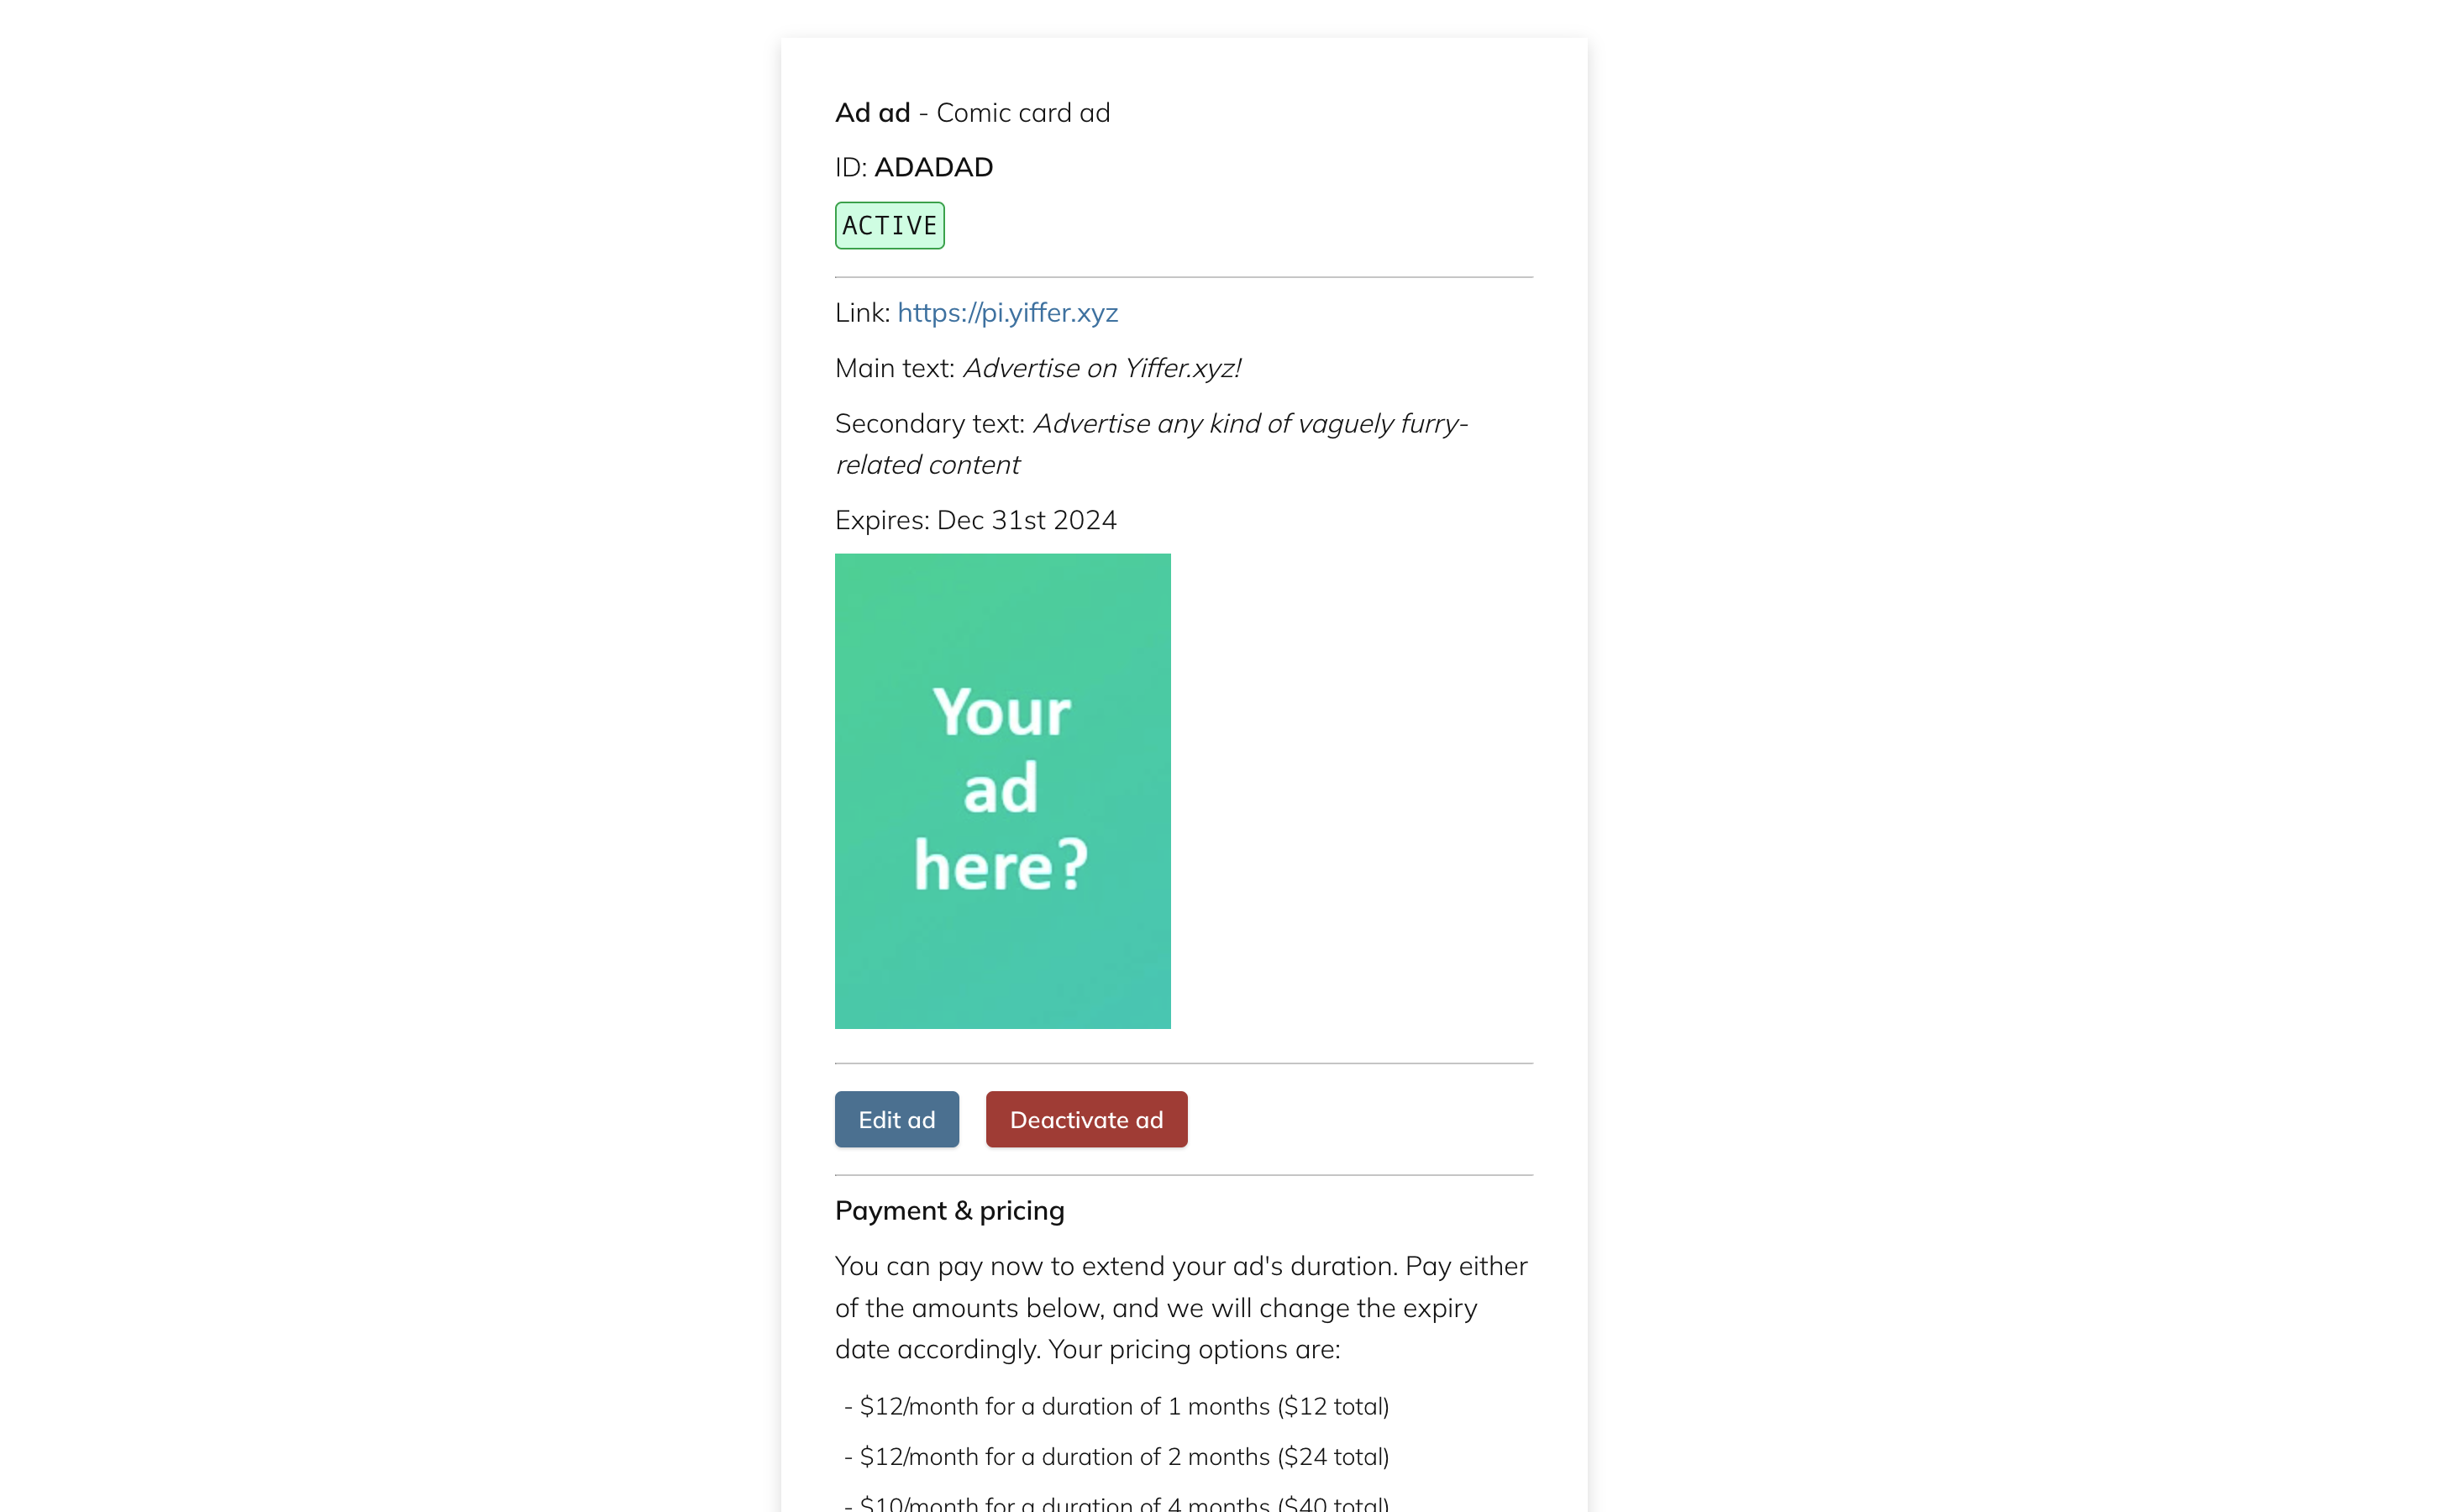 Ad ad - Comic card ad
ID: ADADAD
ACTIVE
Link: https://pi.yiffer.xyz
Main text: Advertise on Yiffer.xyz!
Secondary text: Advertise any kind of vaguely furry-
related content
Expires: Dec 31st 2024
Your
ad
here?
Edit ad
Deactivate ad
Payment & pricing
You can pay now to extend your ad's duration. Pay either
of the amounts below, and we will change the expiry
date accordingly. Your pricing options are:
- $12/month for a duration of 1 months ($12 total)
- $12/month for a duration of 2 months ($24 total)
- $10/month for a duration of 4 months ($40 total)